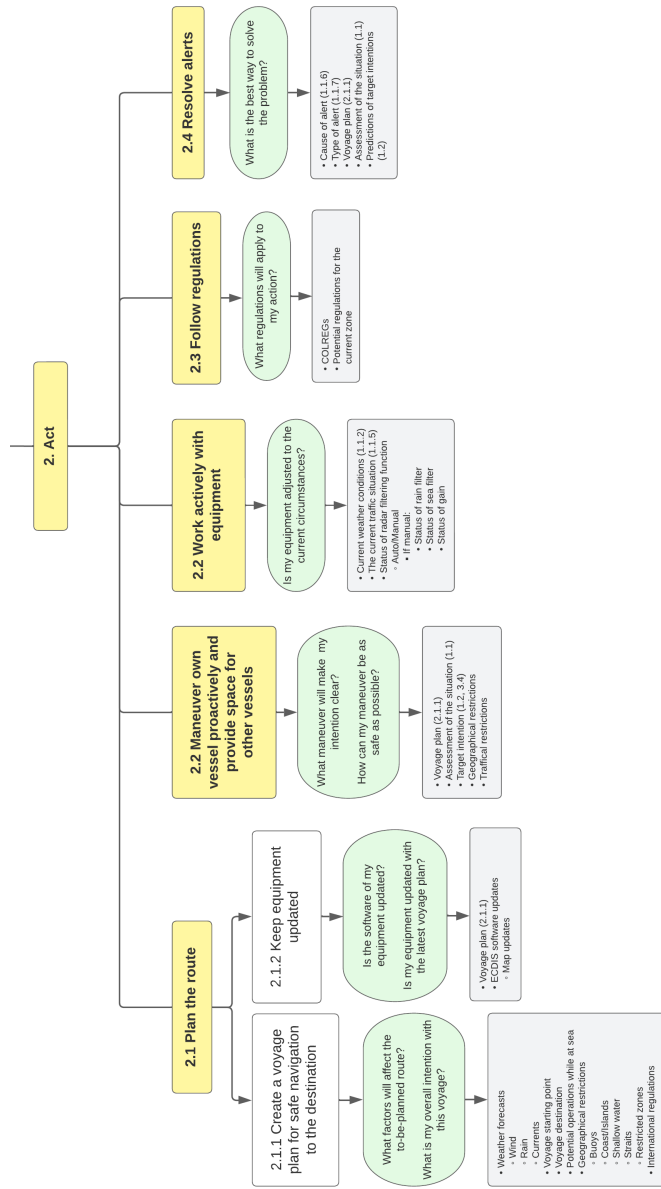 2. Act
2.1 Plan the route
2.1.1 Create a voyage
plan for safe navigation
to the destination
What factors will affect the
to-be-planned route?
What is my overall intention with
this voyage?
• Weather forecasts
◦ Wind
◦ Rain
◦ Currents
• Voyage starting point
• Voyage destination
• Potential operations while at sea
• Geographical restrictions
◦ Buoys
◦ Coast/Islands
◦ Shallow water
◦ Straits
◦ Restricted zones
• International regulations
2.1.2 Keep equipment
updated
Is the software of my
equipment updated?
Is my equipment updated with
the latest voyage plan?
• Voyage plan (2.1.1)
• ECDIS software updates
◦ Map updates
2.2 Maneuver own
vessel proactively and
provide space for
other vessels
What maneuver will make my
intention clear?
How can my maneuver be as
safe as possible?
• Voyage plan (2.1.1)
• Assessment of the situation (1.1)
• Target intention (1.2, 3.4)
• Geographical restrictions
• Traffical restrictions
2.2 Work actively with
equipment
Is my equipment adjusted to the
current circumstances?
• Current weather conditions (1.1.2)
• The current traffic situation (1.1.5)
• Status of radar filtering function
◦ Auto/Manual
• If manual:
• Status of rain filter
• Status of sea filter
• Status of gain
2.3 Follow regulations
What regulations will apply to
my action?
• COLREGs
• Potential regulations for the
current zone
2.4 Resolve alerts
What is the best way to solve
the problem?
• Cause of alert (1.1.6)
• Type of alert (1.1.7)
• Voyage plan (2.1.1)
• Assessment of the situation (1.1)
• Predictions of target intentions
(1.2)